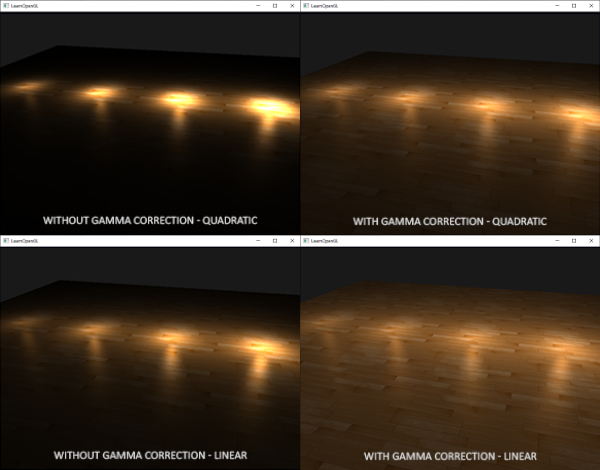 LearnOpenGL
LearnOpenGL
WITHOUT GAMMA CORRECTION - QUADRATIC
WITH GAMMA CORRECTION - QUADRATIC
LearnOpenGL
LearnOpenGL
WITHOUT GAMMA CORRECTION - LINEAR
WITH GAMMA CORRECTION - LINEAR